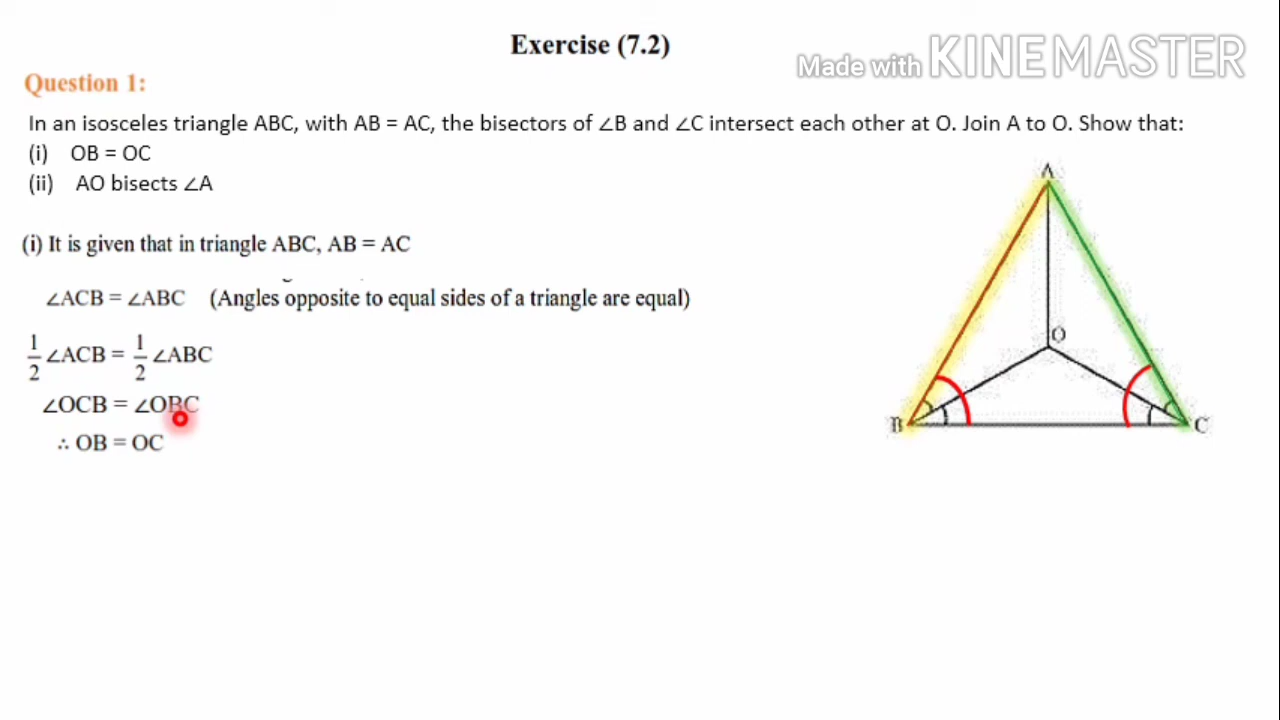 Exercise (7.2)
Made with KINEMASTER
Question 1:
In an isosceles triangle ABC, with AB = AC, the bisectors of ∠B and ∠C intersect each other at O. Join A to O. Show that:
(i) OB = OC
(ii) AO bisects ∠A
(i) It is given that in triangle ABC, AB = AC
∠ACB = ∠ABC (Angles opposite to equal sides of a triangle are equal)
1/2 ∠ACB = 1/2 ∠ABC
∠OCB = ∠OBC
∴ OB = OC
A
O
B
C